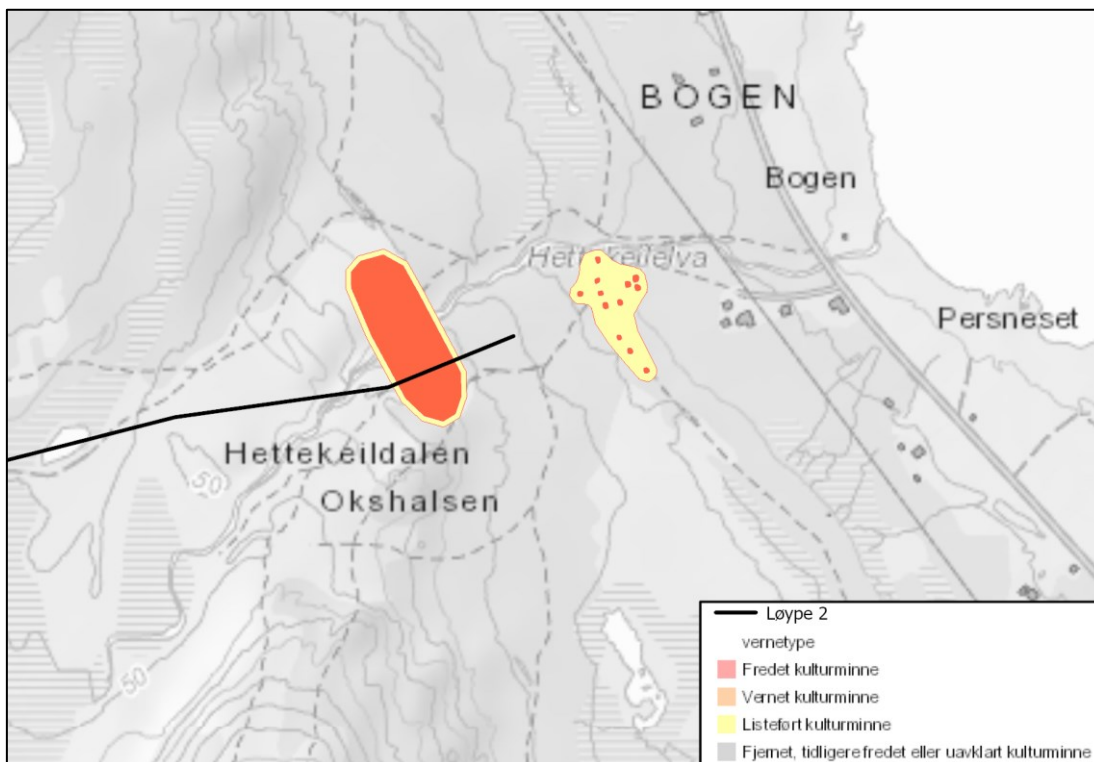 BOGEN
Bogen
Hettekeilelva
Persneset
Hettekeildalen
50
Okshalsen
50
Løype 2
vernetype
Fredet kulturminne
Vernet kulturminne
Listeført kulturminne
Fjernet, tidligere fredet eller uavklart kulturminne